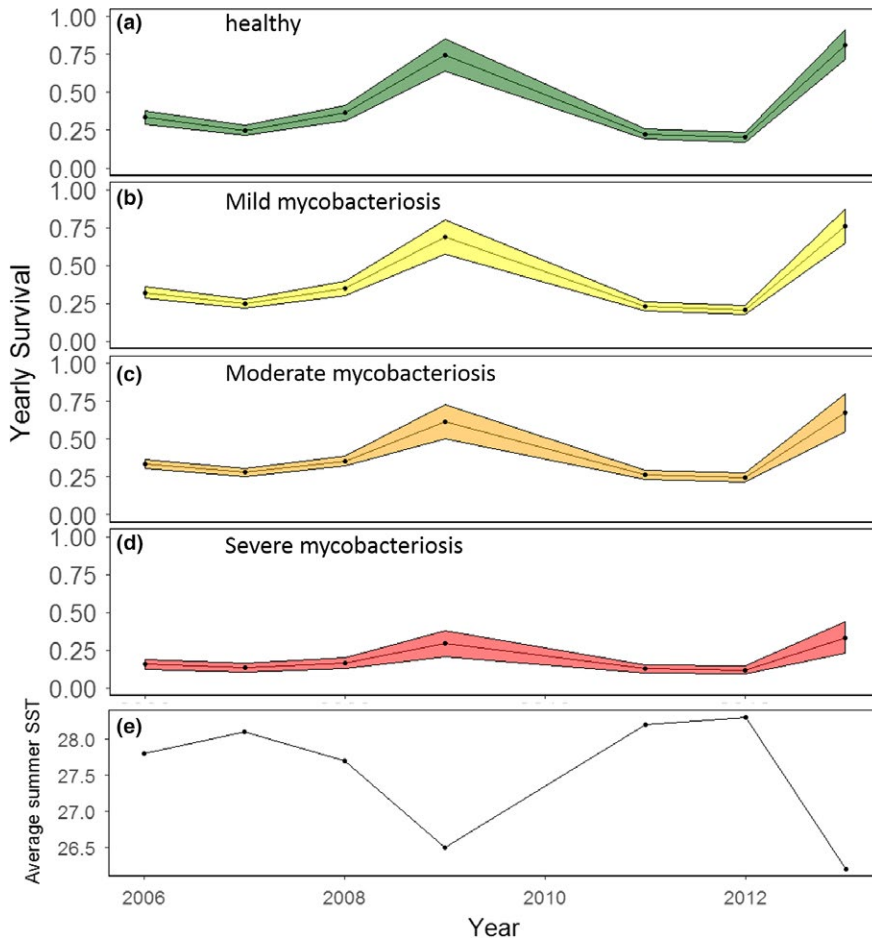 (a) healthy
1.00
0.75
0.50
0.25
0.00
(b) Mild mycobacteriosis
1.00
0.75
0.50
0.25
0.00
(c) Moderate mycobacteriosis
1.00
0.75
0.50
0.25
0.00
(d) Severe mycobacteriosis
1.00
0.75
0.50
0.25
0.00
Yearly Survival
(e)
28.0
27.5
27.0
26.5
Average summer SST
2006 2008 2010 2012
Year